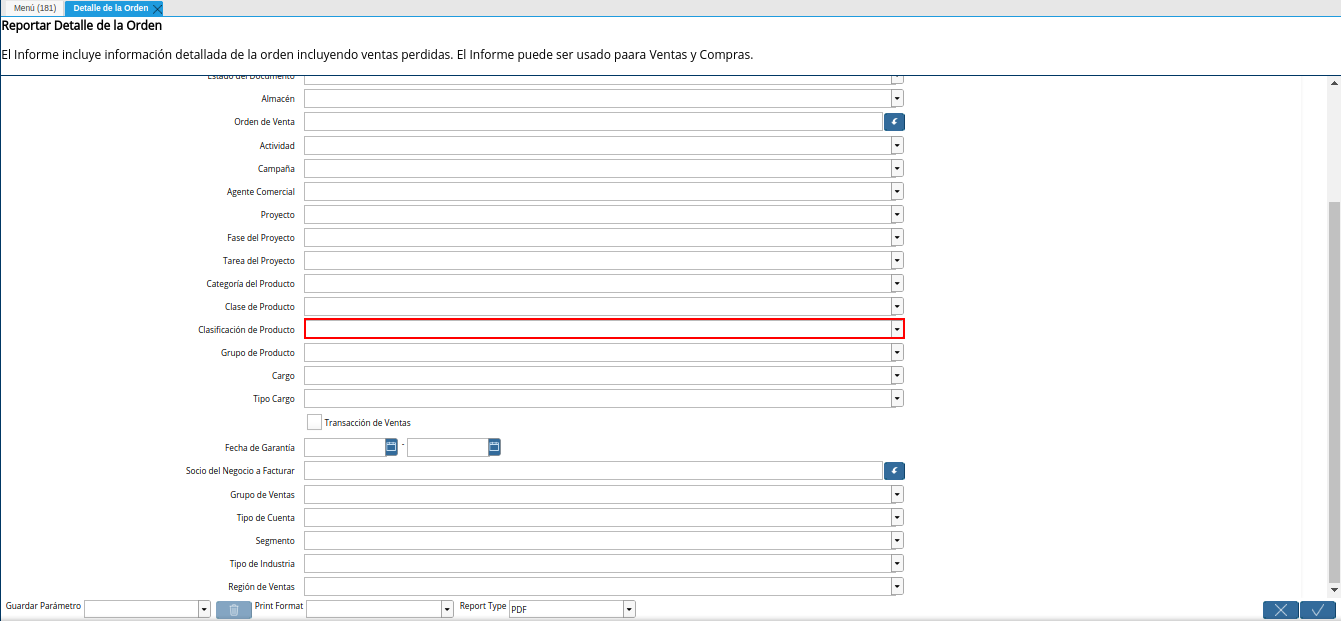 Menú (181) Detalle de la Orden
Reportar Detalle de la Orden
El Informe incluye información detallada de la orden incluyendo ventas perdidas. El Informe puede ser usado paara Ventas y Compras.
Estado del Documento
Almacén
Orden de Venta
Actividad
Campaña
Agente Comercial
Proyecto
Fase del Proyecto
Tarea del Proyecto
Categoría del Producto
Clase de Producto
Clasificación de Producto
Grupo de Producto
Cargo
Tipo Cargo
Transacción de Ventas
Fecha de Garantía -
Socio del Negocio a Facturar
Grupo de Ventas
Tipo de Cuenta
Segmento
Tipo de Industria
Región de Ventas
Guardar Parámetro Print Format Report Type PDF